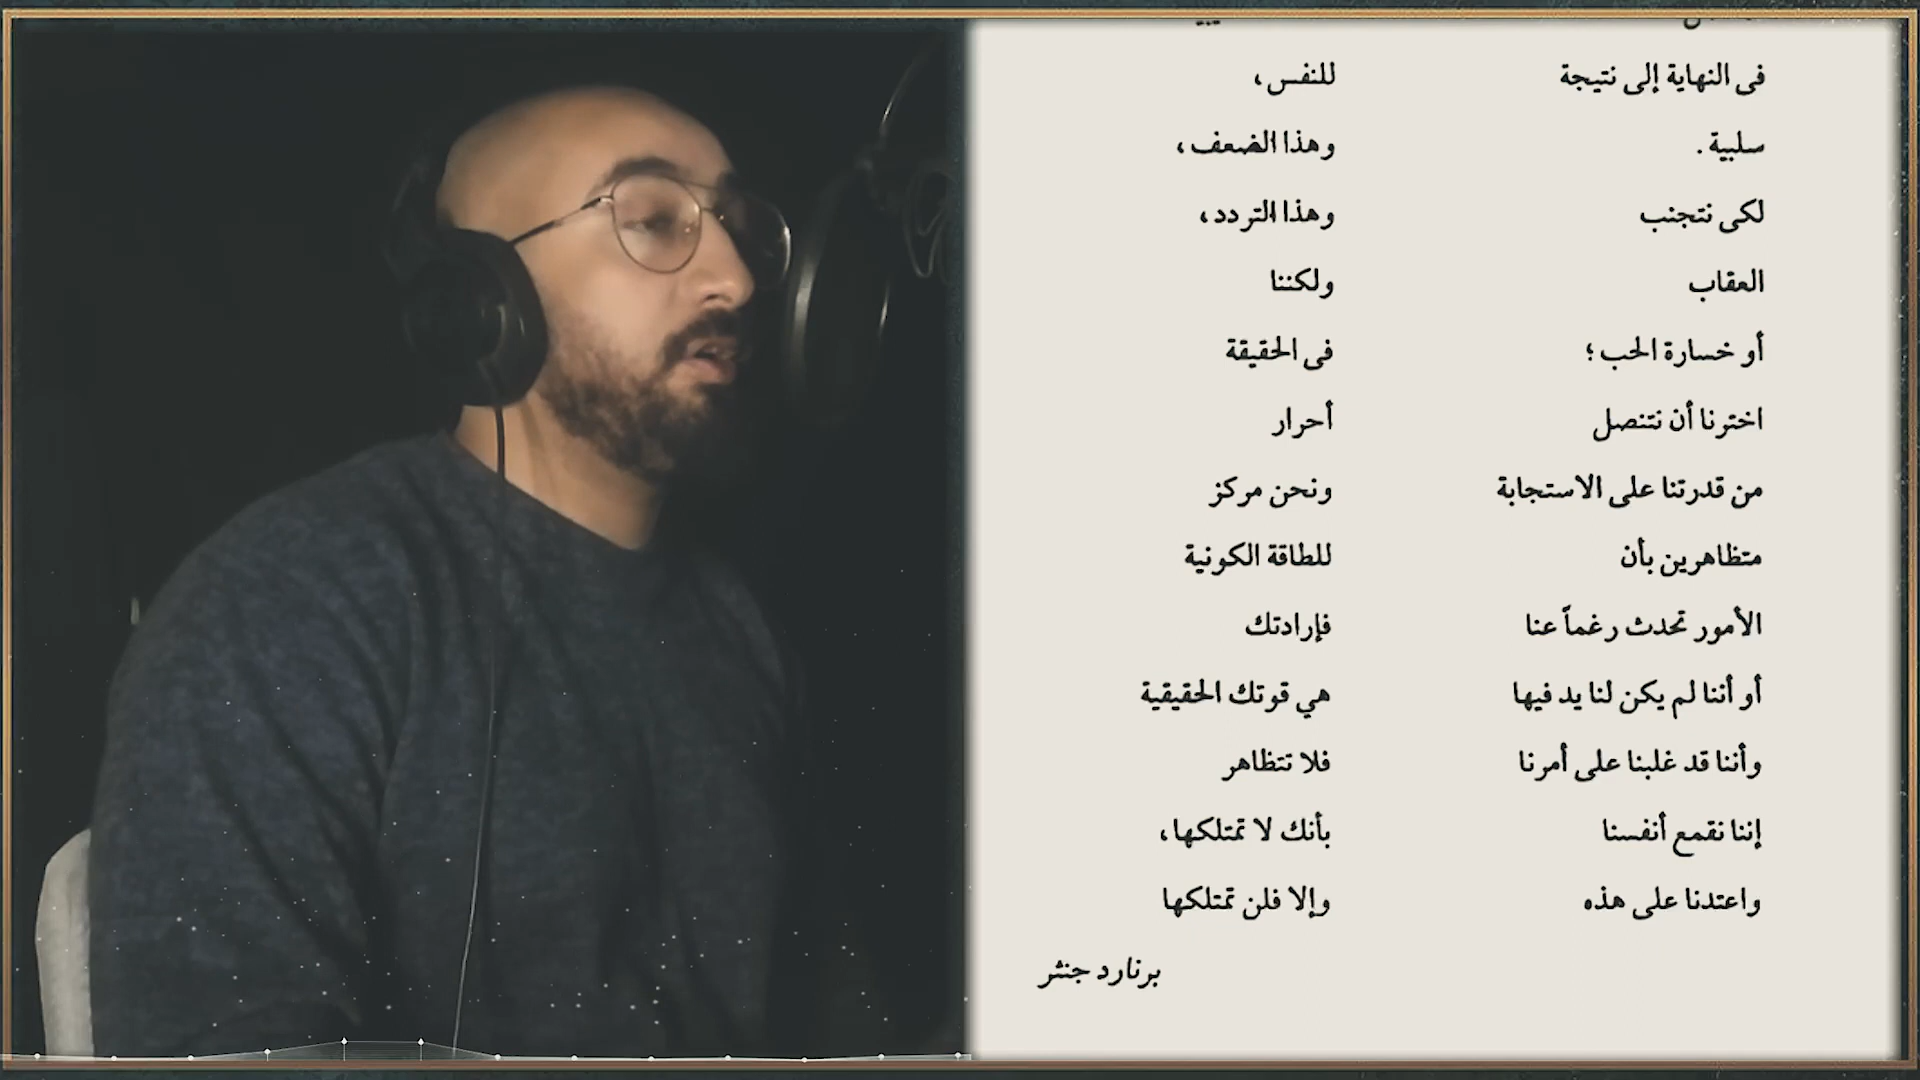 فى النهاية إلى نتيجة
سلبية .
لكى نتجنب
العقاب
أو خسارة الحب ؛
اخترنا أن نتنصل
من قدرتنا على الاستجابة
متظاهرين بأن
الأمور تحدث رغماً عنا
أو أننا لم يكن لنا يد فيها
وأننا قد غلبنا على أمرنا
إننا نقمع أنفسنا
واعتدنا على هذه
للنفس ،
وهذا الضعف ،
وهذا التردد ،
ولكننا
فى الحقيقة
أحرار
ونحن مركز
للطاقة الكونية
فإرادتك
هي قوتك الحقيقية
فلا تتظاهر
بأنك لا تمتلكها ،
وإلا فلن تمتلكها
برنارد جنثر